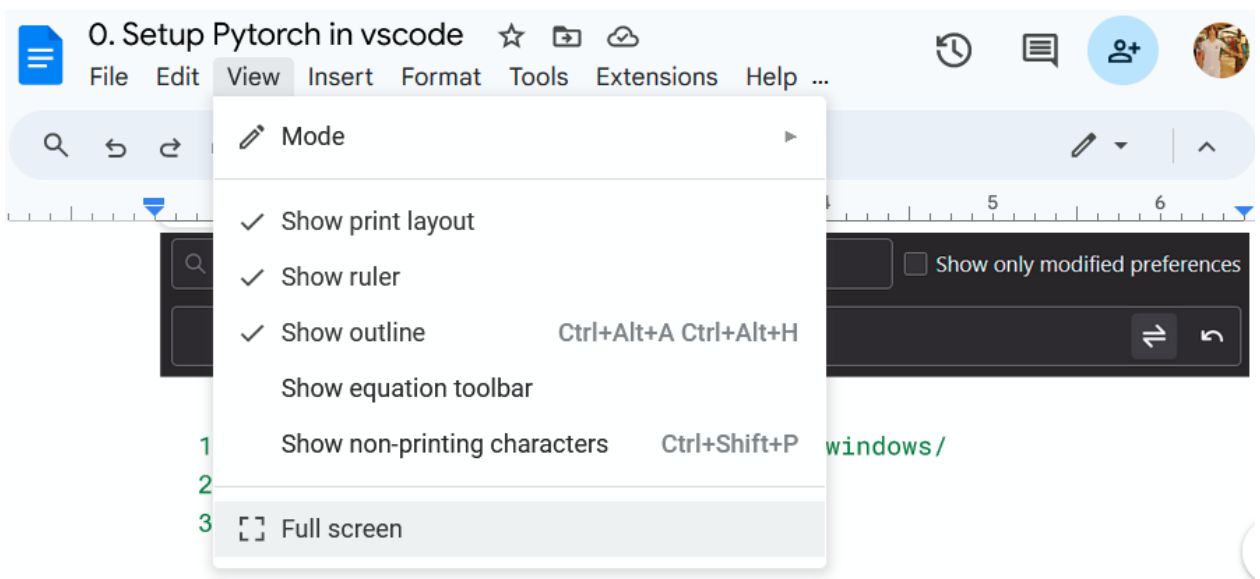 0. Setup Pytorch in vscode
File Edit View Insert Format Tools Extensions Help ...
Mode
4 5 6
Show print layout
Show only modified preferences
Show ruler
Show outline Ctrl+Alt+A Ctrl+Alt+H
Show equation toolbar
1 windows/
Show non-printing characters Ctrl+Shift+P
2
3
Full screen